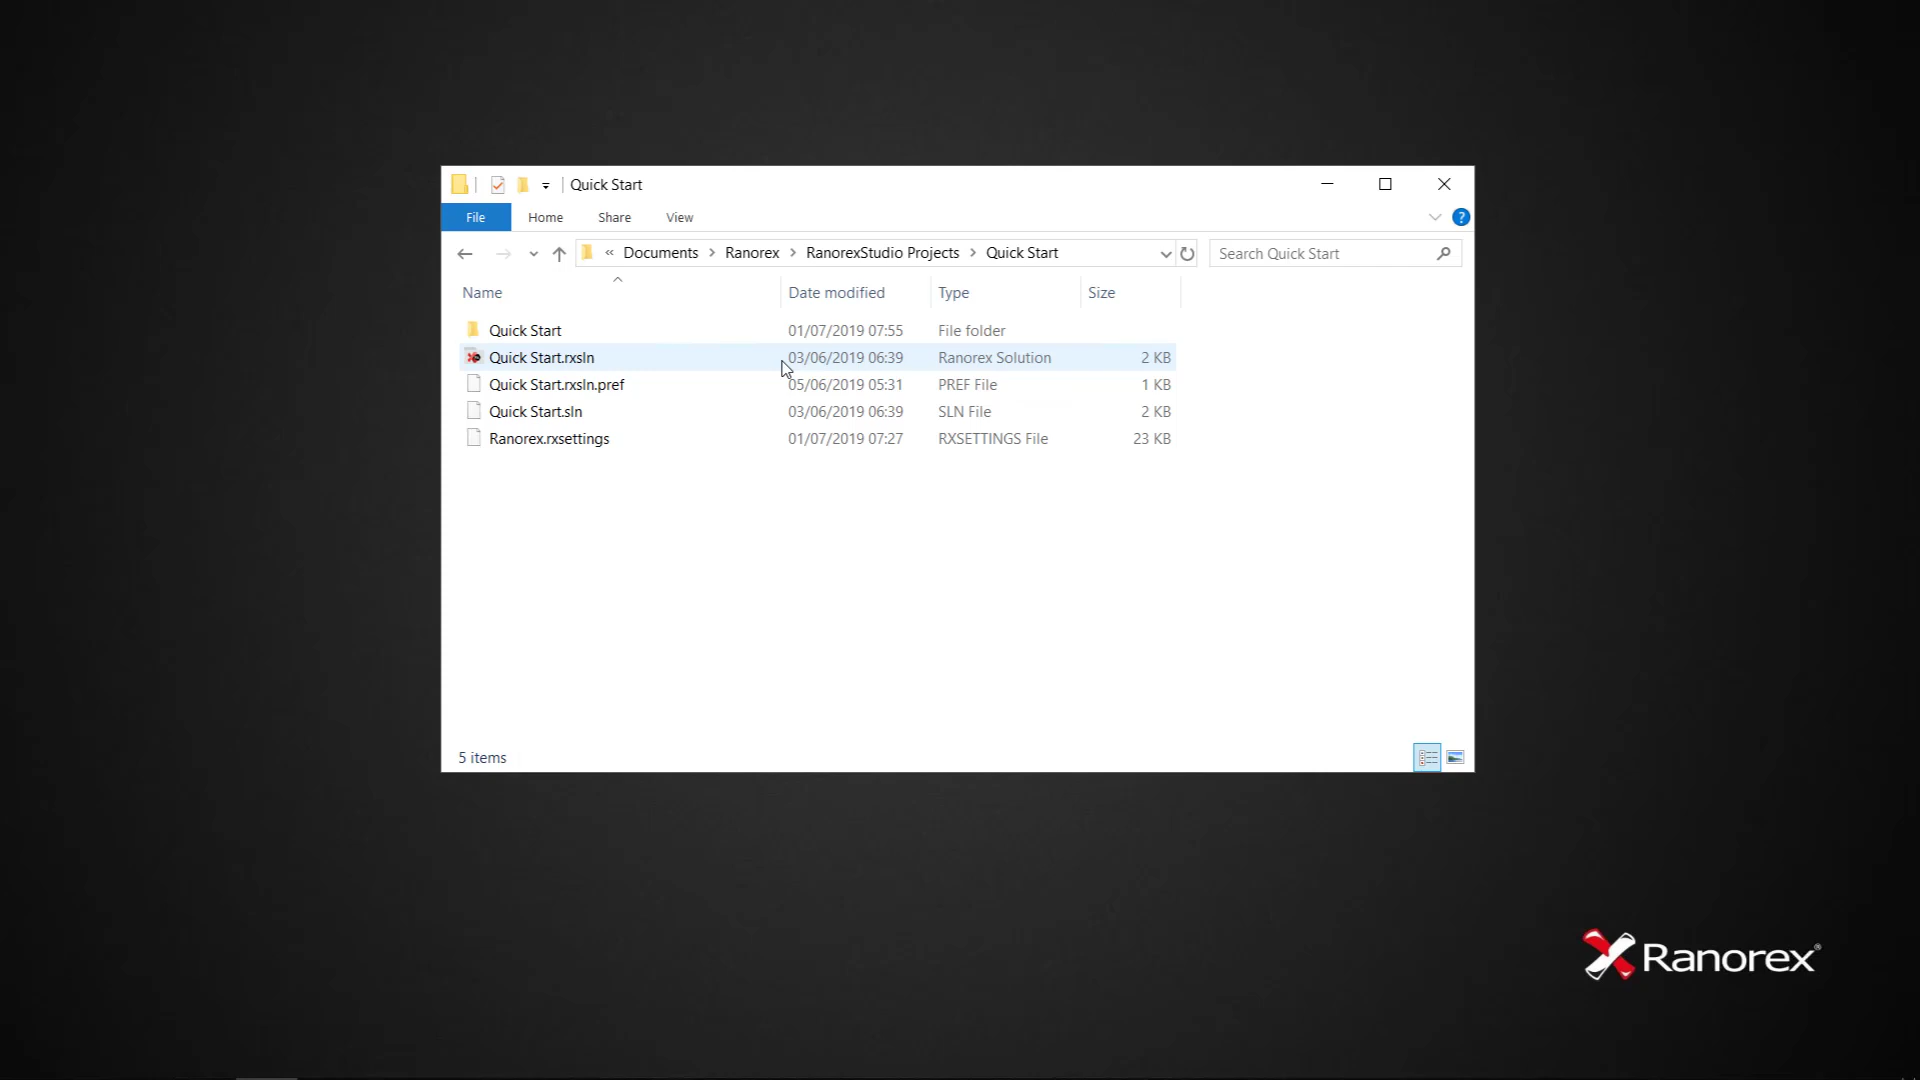 Quick Start
File Home Share View ?
« Documents > Ranorex > RanorexStudio Projects > Quick Start Search Quick Start
Name Date modified Type Size
Quick Start 01/07/2019 07:55 File folder
Quick Start.rxsln 03/06/2019 06:39 Ranorex Solution 2 KB
Quick Start.rxsln.pref 05/06/2019 05:31 PREF File 1 KB
Quick Start.sln 03/06/2019 06:39 SLN File 2 KB
Ranorex.rxsettings 01/07/2019 07:27 RXSETTINGS File 23 KB
5 items
Ranorex®